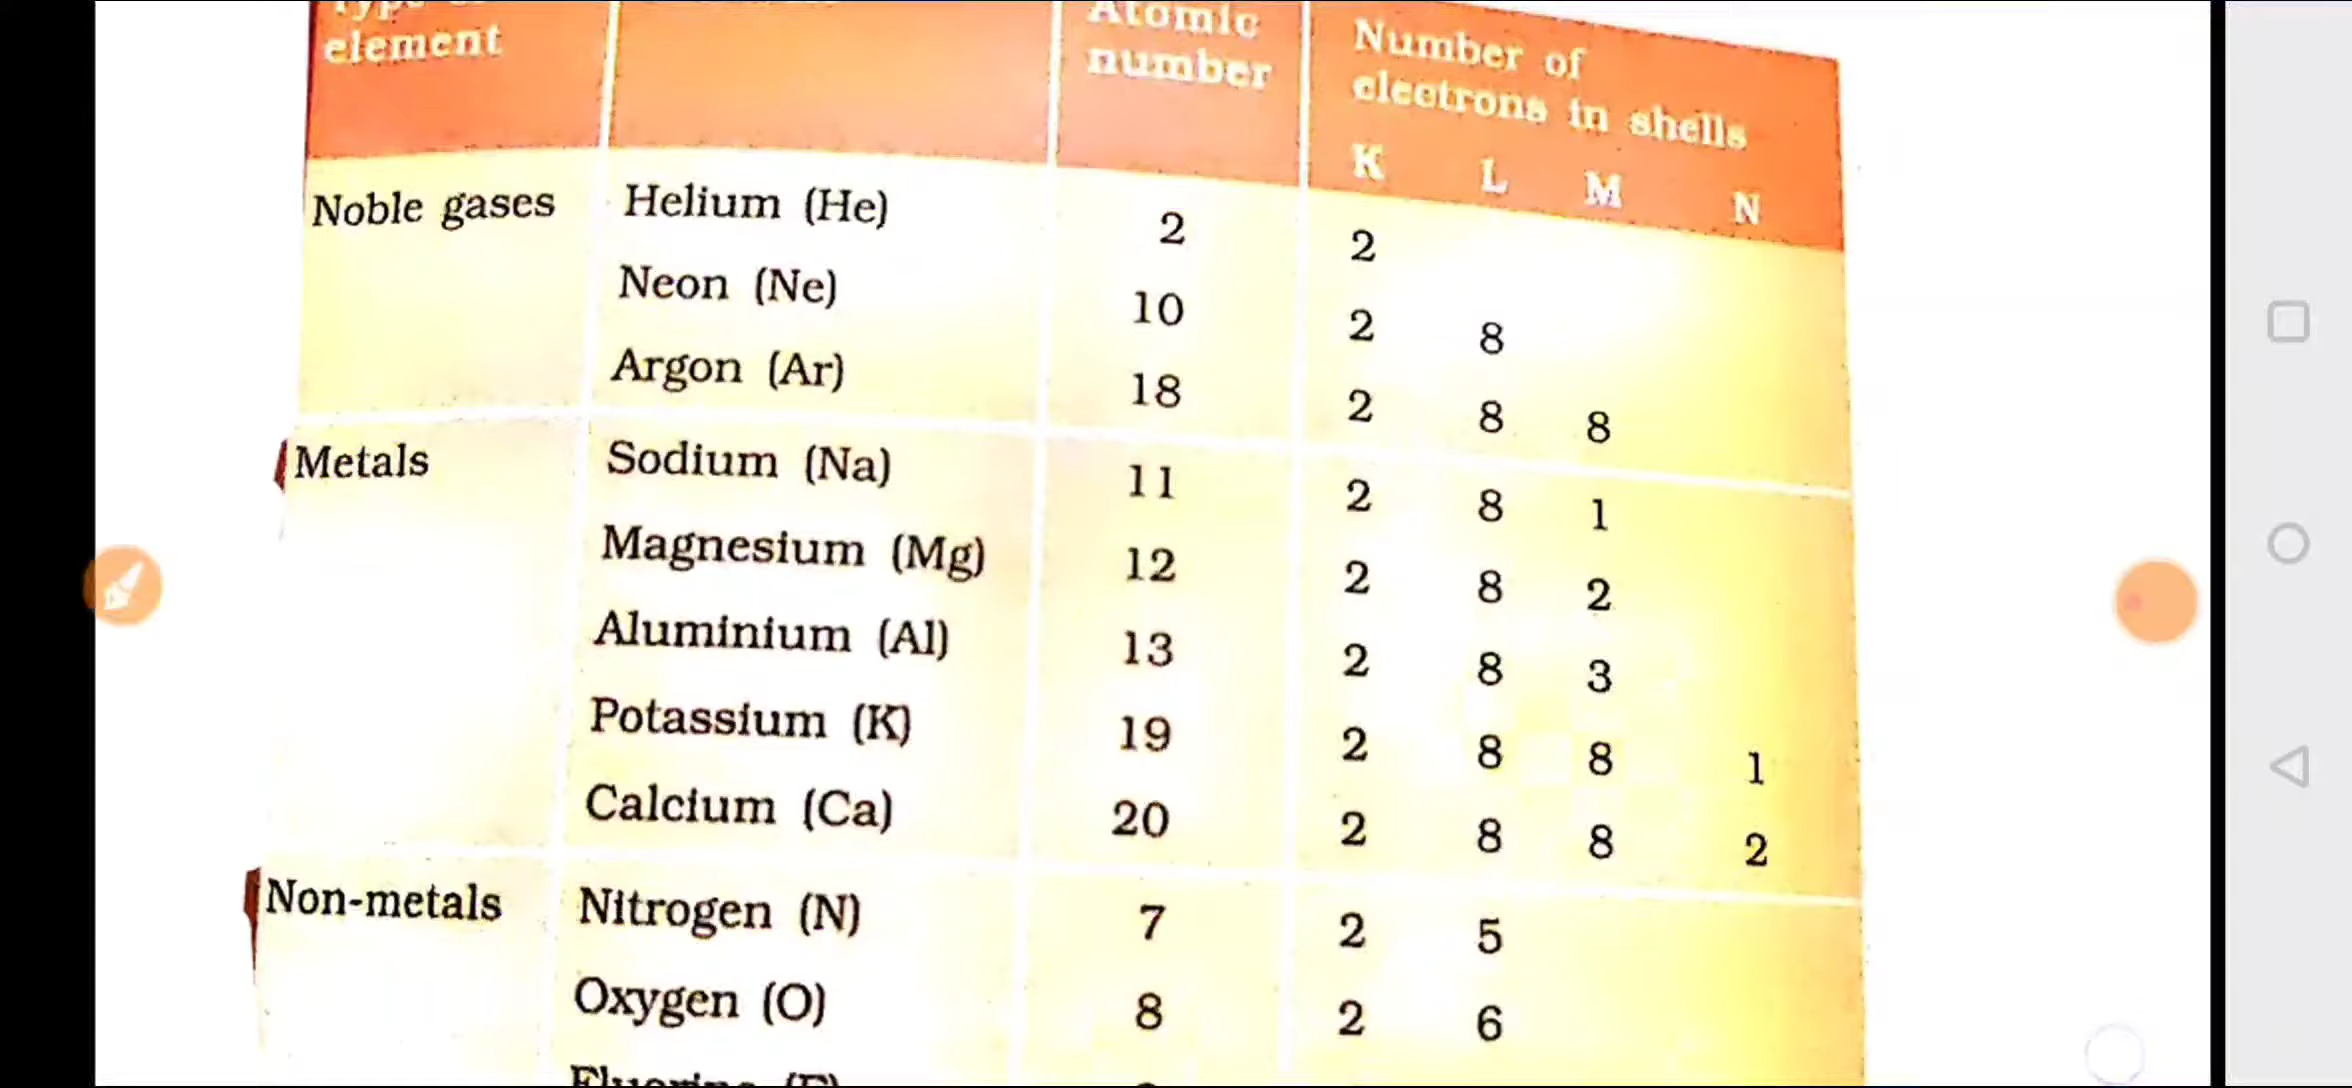 Type
element
Atomic
number
Number of
electrons in shells
K L M N
Noble gases Helium (He) 2 2
Neon (Ne) 10 2 8
Argon (Ar) 18 2 8 8
Metals Sodium (Na) 11 2 8 1
Magnesium (Mg) 12 2 8 2
Aluminium (Al) 13 2 8 3
Potassium (K) 19 2 8 8 1
Calcium (Ca) 20 2 8 8 2
Non-metals Nitrogen (N) 7 2 5
Oxygen (O) 8 2 6
Fluorine (F)